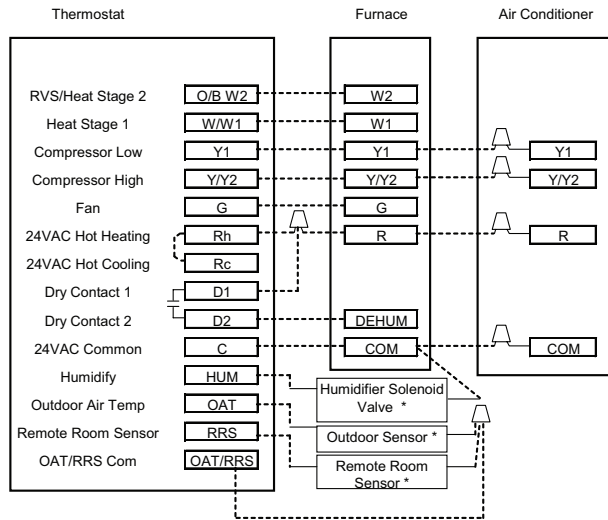 Thermostat Furnace Air Conditioner
RVS/Heat Stage 2 O/B W2 W2
Heat Stage 1 W/W1 W1
Compressor Low Y1 Y1 Y1
Compressor High Y/Y2 Y/Y2 Y/Y2
Fan G G
24VAC Hot Heating Rh R R
24VAC Hot Cooling Rc
Dry Contact 1 D1
Dry Contact 2 D2 DEHUM
24VAC Common C COM COM
Humidify HUM Humidifier Solenoid
Valve *
Outdoor Air Temp OAT
Outdoor Sensor *
Remote Room Sensor RRS
Remote Room
OAT/RRS Com OAT/RRS
Sensor *